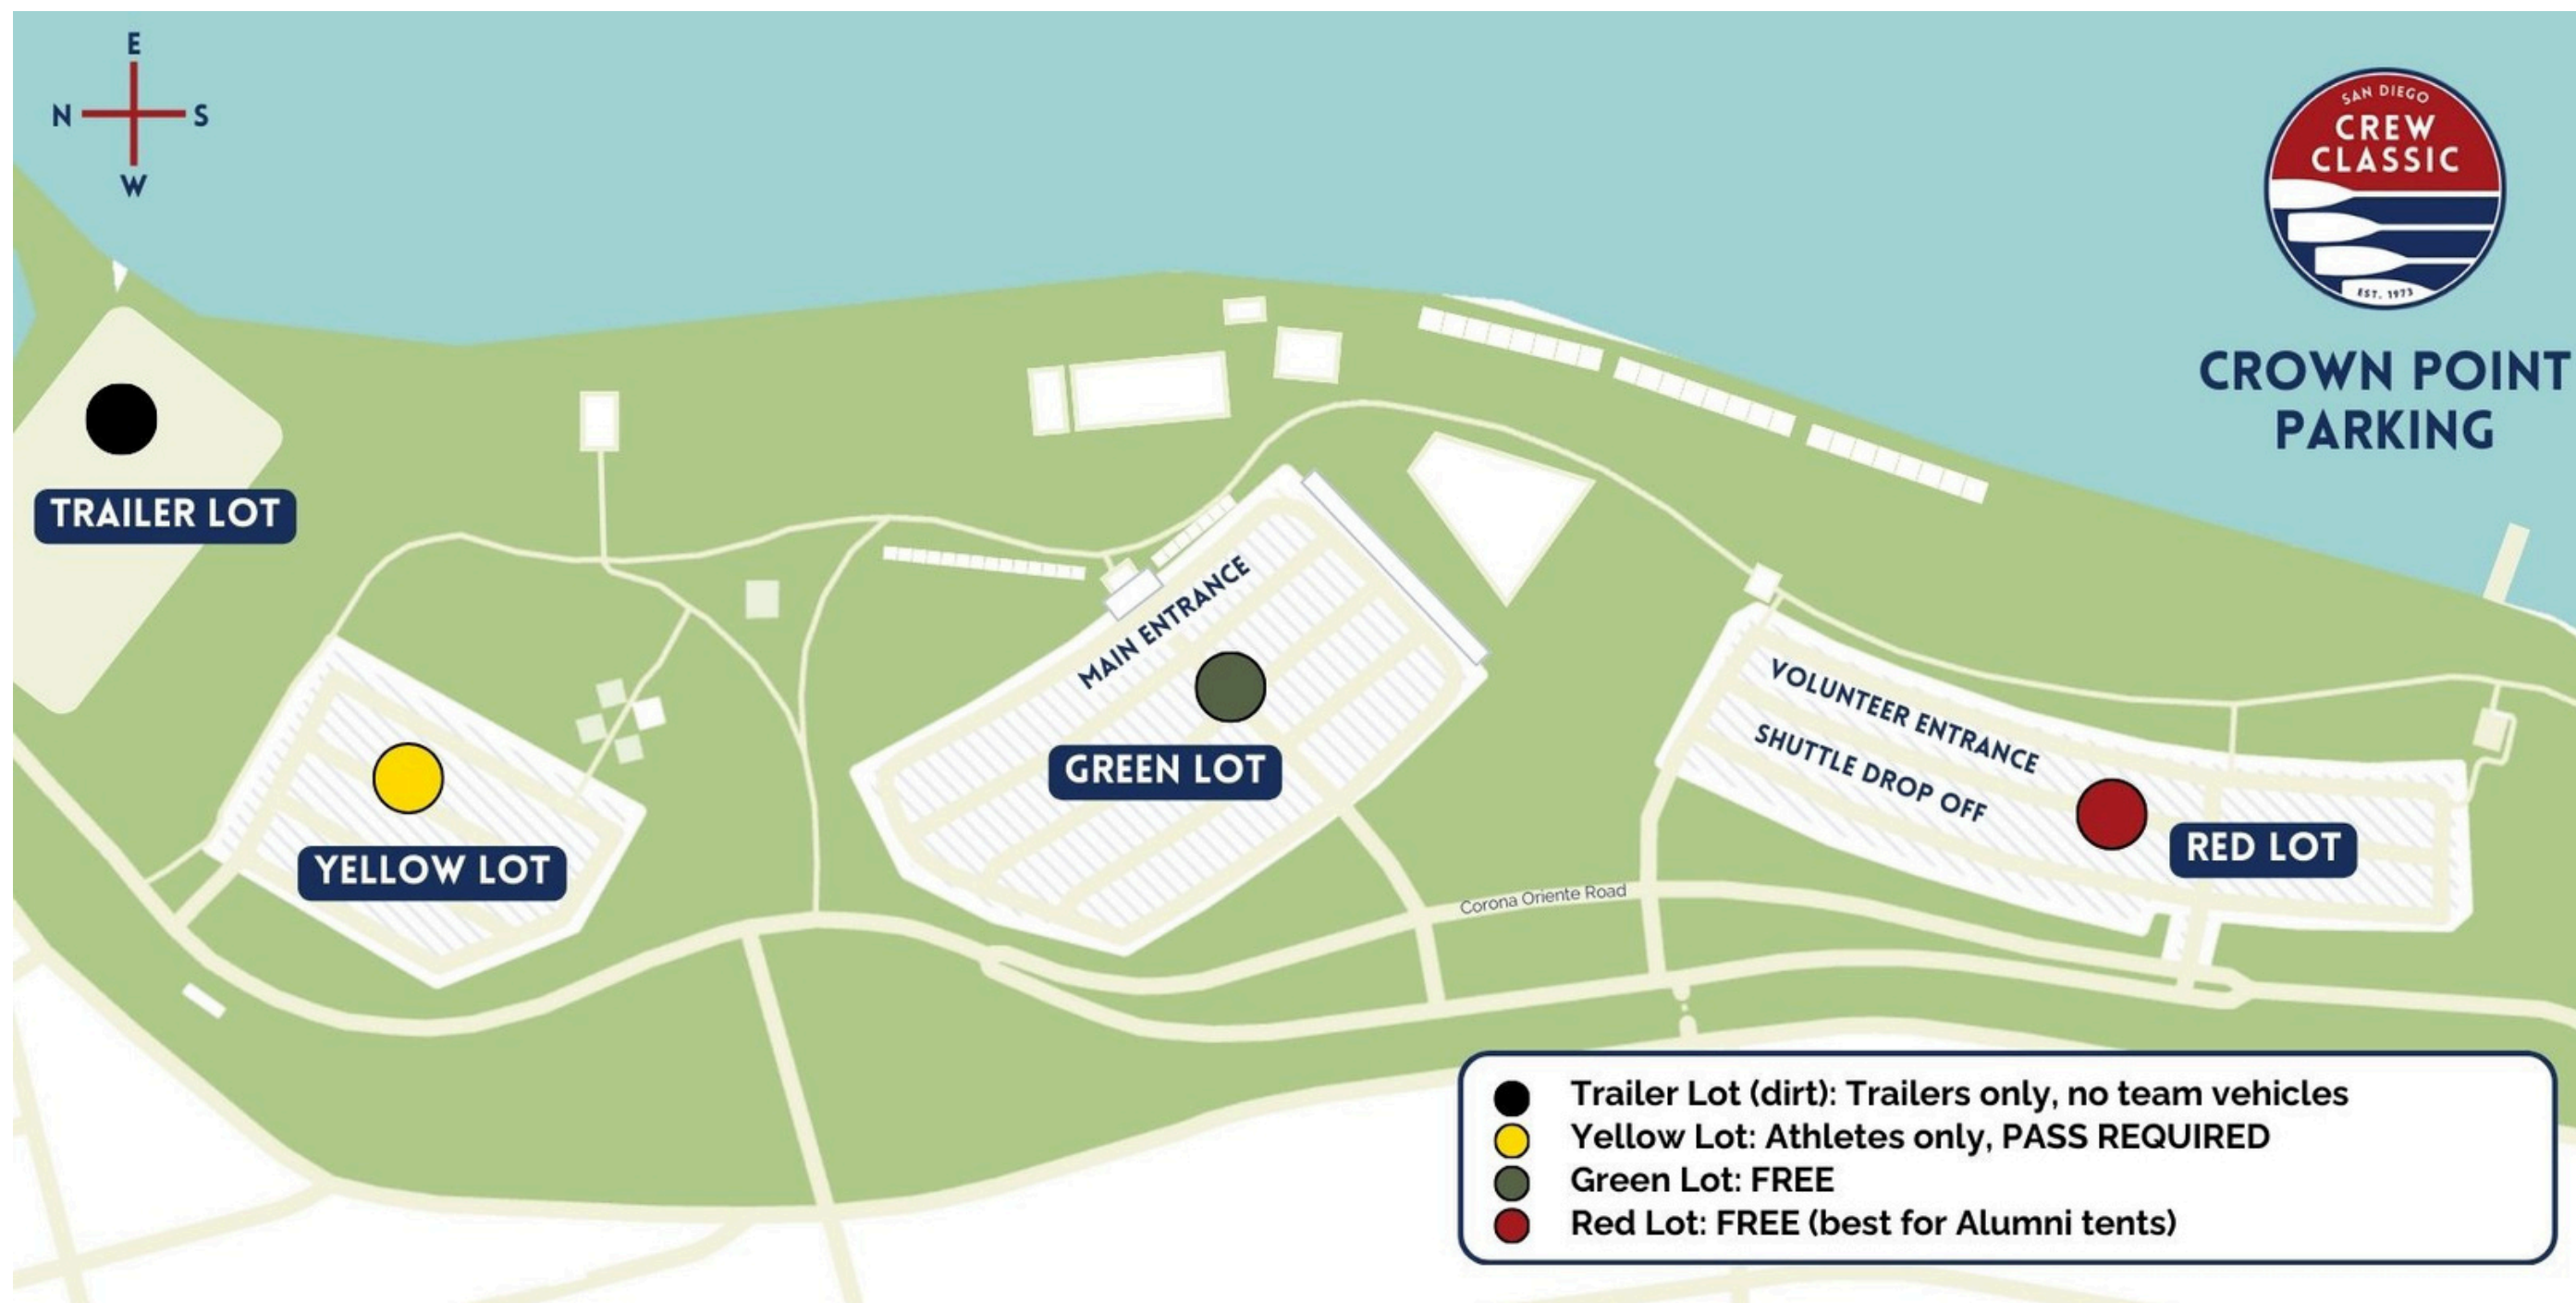 E
N
S
W
SAN DIEGO
CREW
CLASSIC
EST. 1973
CROWN POINT
PARKING
TRAILER LOT
MAIN ENTRANCE
GREEN LOT
YELLOW LOT
VOLUNTEER ENTRANCE
SHUTTLE DROP OFF
RED LOT
Corona Oriente Road
Trailer Lot (dirt): Trailers only, no team vehicles
Yellow Lot: Athletes only, PASS REQUIRED
Green Lot: FREE
Red Lot: FREE (best for Alumni tents)